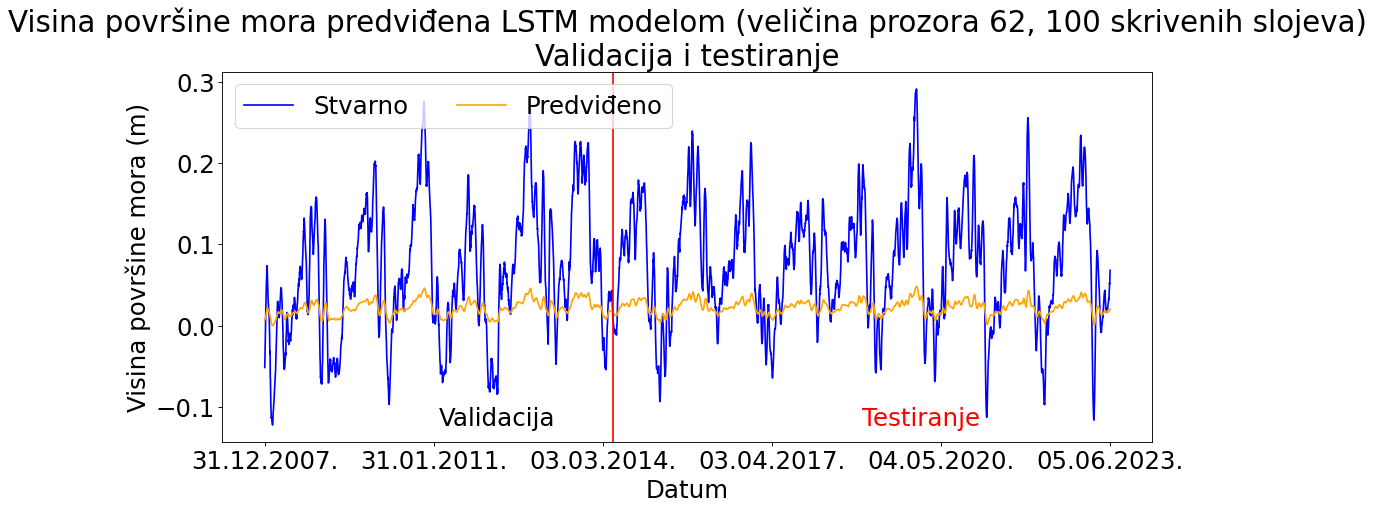 Visina površine mora predviđena LSTM modelom (veličina prozora 62, 100 skrivenih slojeva)
Validacija i testiranje
Stvarno
Predviđeno
Visina površine mora (m)
0.3
0.2
0.1
0.0
−0.1
Validacija
Testiranje
31.12.2007.
31.01.2011.
03.03.2014.
03.04.2017.
04.05.2020.
05.06.2023.
Datum